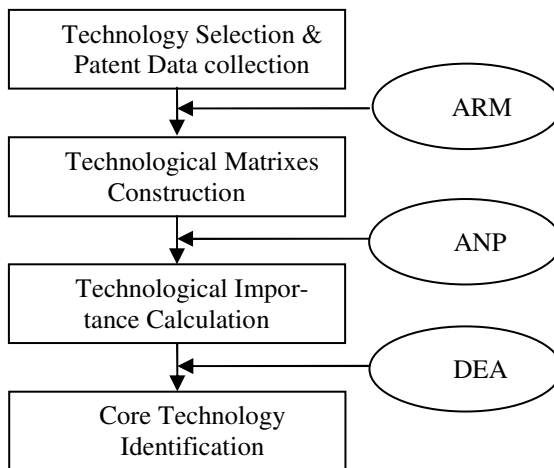 Technology Selection &
Patent Data collection
ARM
Technological Matrixes
Construction
ANP
Technological Impor-
tance Calculation
DEA
Core Technology
Identification